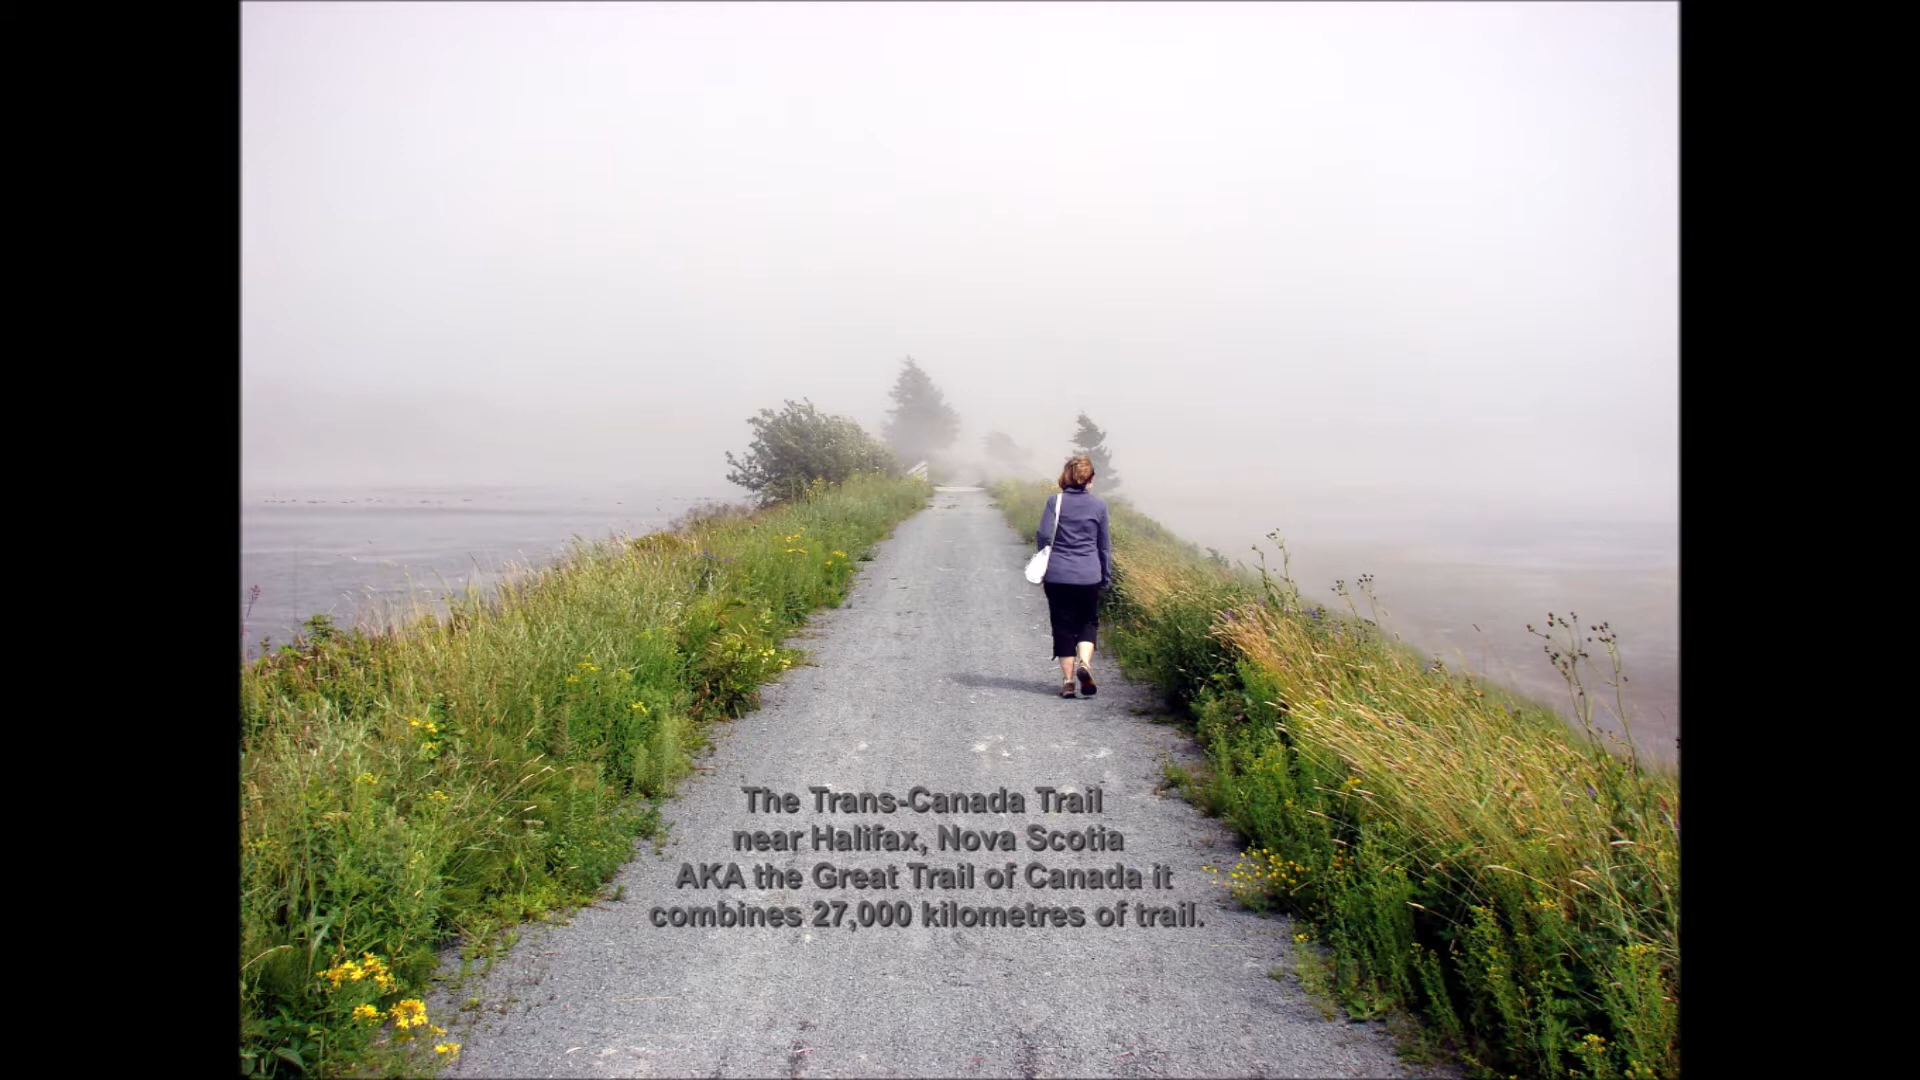 The Trans-Canada Trail
near Halifax, Nova Scotia
AKA the Great Trail of Canada it
combines 27,000 kilometres of trail.